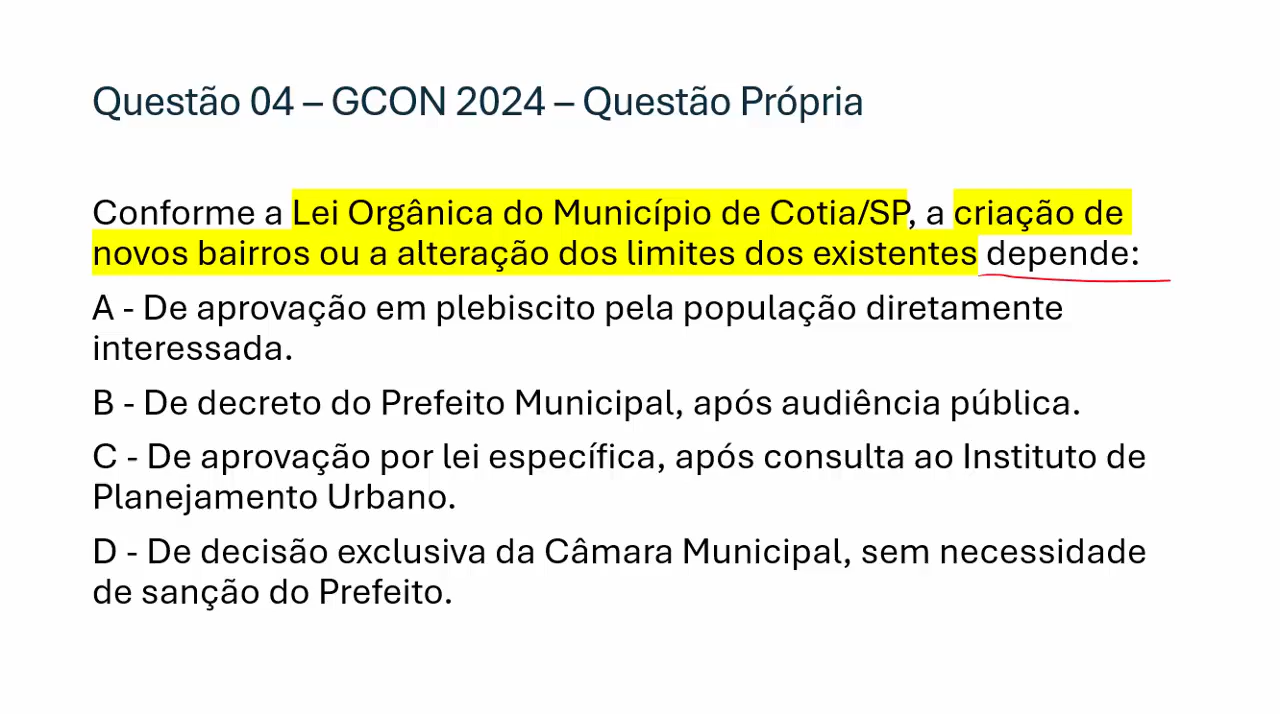 Questão 04 – GCON 2024 – Questão Própria
Conforme a Lei Orgânica do Município de Cotia/SP, a criação de
novos bairros ou a alteração dos limites dos existentes depende:
A - De aprovação em plebiscito pela população diretamente
interessada.
B - De decreto do Prefeito Municipal, após audiência pública.
C - De aprovação por lei específica, após consulta ao Instituto de
Planejamento Urbano.
D - De decisão exclusiva da Câmara Municipal, sem necessidade
de sanção do Prefeito.